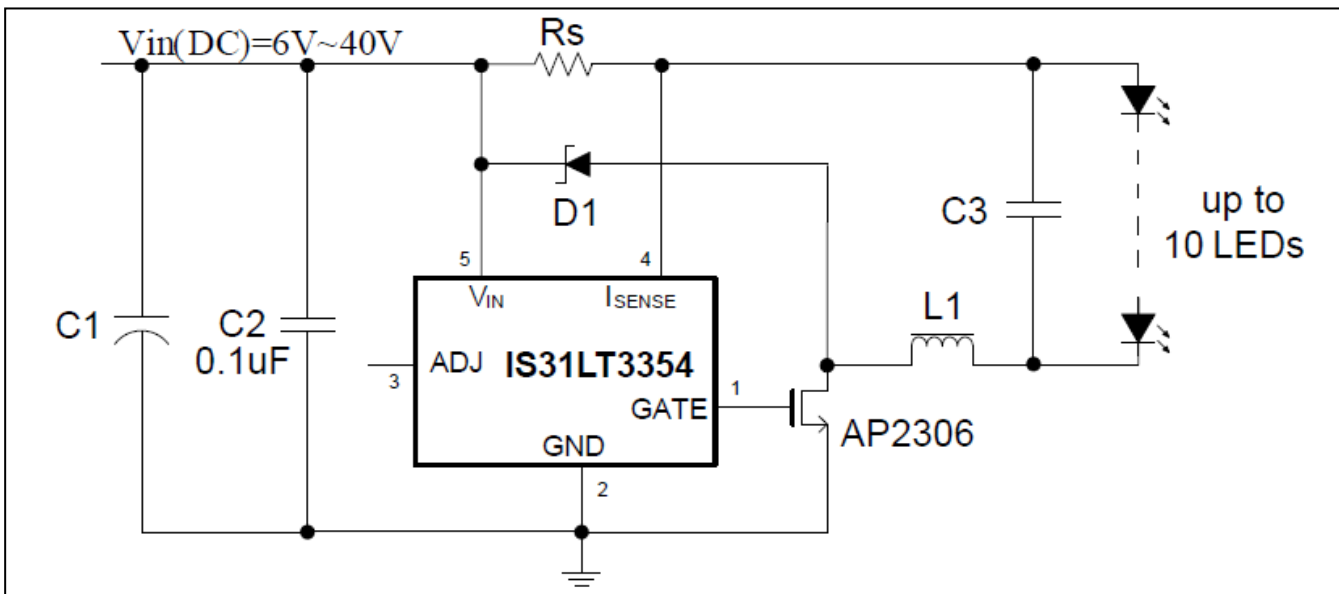 Vin(DC)=6V~40V
Rs
D1
C3
up to
10 LEDs
5
4
VIN
ISENSE
L1
C1
C2
0.1uF
ADJ
IS31LT3354
3
1
GATE
AP2306
GND
2